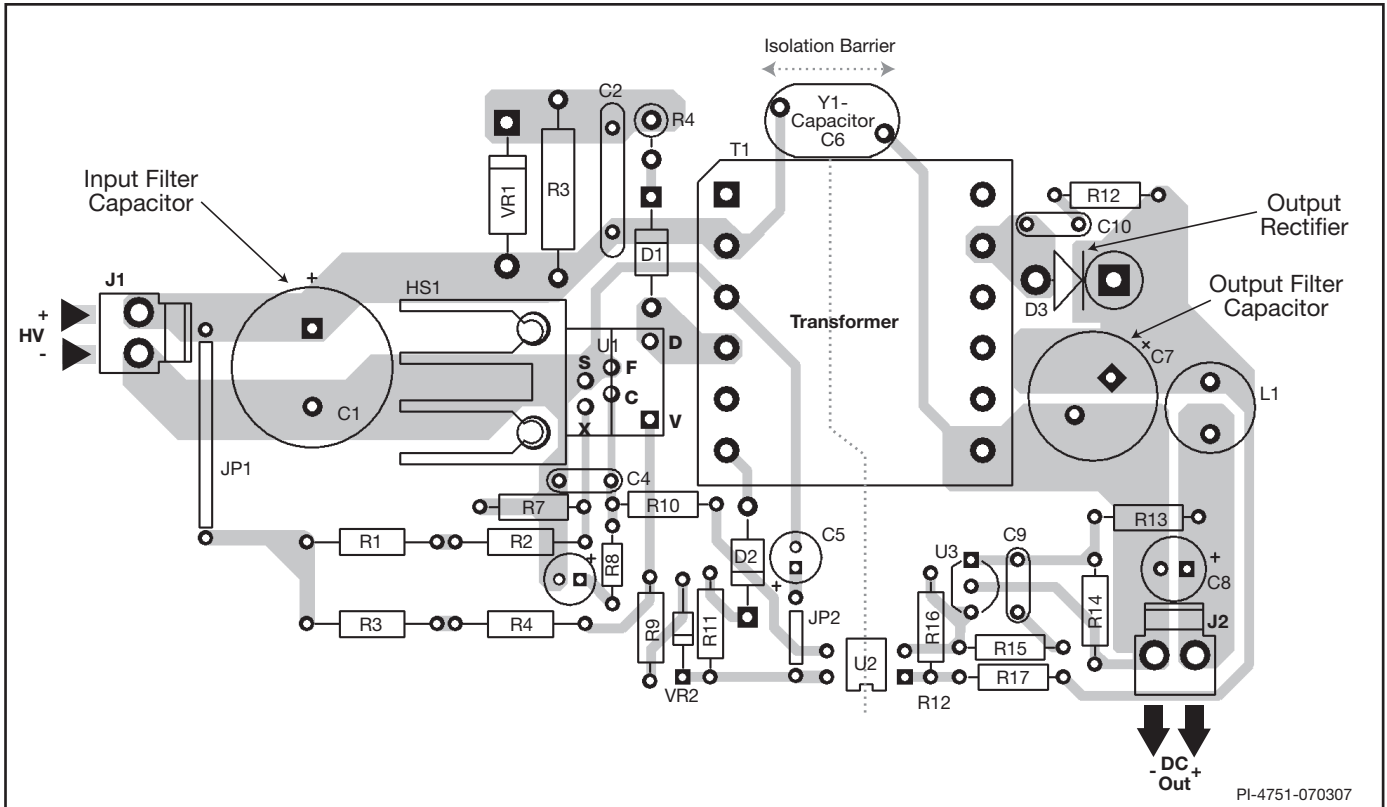 Isolation Barrier
Y1-
Capacitor
C6
C2
R4
T1
Input Filter
Capacitor
VR1
R3
R12
C10
Output
Rectifier
D1
J1
+
HS1
D3
Output Filter
Capacitor
+
HV
-
Transformer
+
C7
U1
D
S
F
C
X
V
C1
L1
JP1
C4
R7
R10
R13
R1
R2
+
R8
D2
C5
+
U3
C9
+
C8
R14
R3
R4
R9
R11
JP2
R16
J2
R15
U2
R17
VR2
R12
- DC +
Out
PI-4751-070307